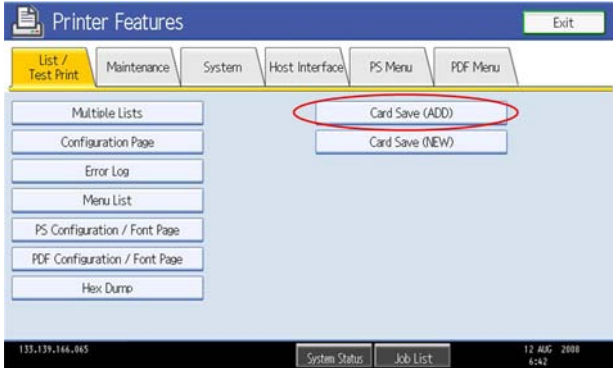 Printer Features
Exit
List /
Test Print
Maintenance
System
Host Interface
PS Menu
PDF Menu
Multiple Lists
Card Save (ADD)
Configuration Page
Card Save (NEW)
Error Log
Menu List
PS Configuration / Font Page
PDF Configuration / Font Page
Hex Dump
133.139.166.065
System Status
Job List
12 AUG 2008
6:42